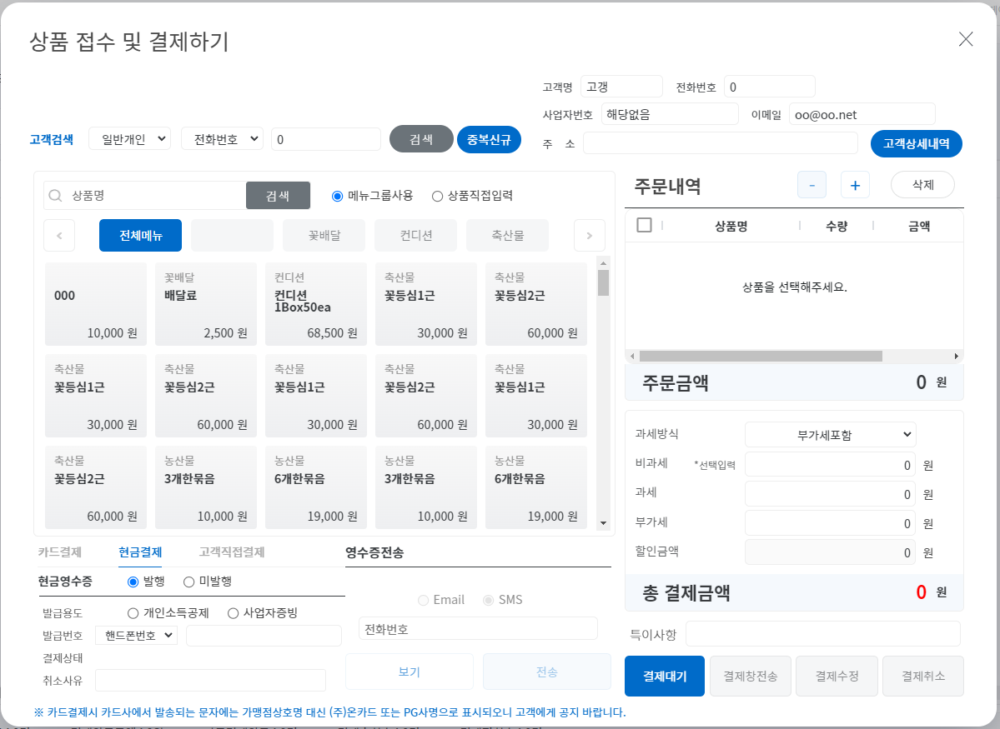 상품 접수 및 결제하기
고객명 고갱 전화번호 0
사업자번호 해당없음 이메일 oo@oo.net
고객검색 일반개인 전화번호 0 검색 중복신규
주 소 고객상세내역
상품명 검색 메뉴그룹사용 상품직접입력
전체메뉴 꽃배달 컨디션 축산물
000
10,000 원
꽃배달
배달료
2,500 원
컨디션
컨디션
1Box50ea
68,500 원
축산물
꽃등심1근
30,000 원
축산물
꽃등심2근
60,000 원
축산물
꽃등심1근
30,000 원
축산물
꽃등심2근
60,000 원
축산물
꽃등심1근
30,000 원
축산물
꽃등심2근
60,000 원
축산물
꽃등심1근
30,000 원
축산물
꽃등심2근
60,000 원
농산물
3개한묶음
10,000 원
농산물
6개한묶음
19,000 원
농산물
3개한묶음
10,000 원
농산물
6개한묶음
19,000 원
주문내역 - + 삭제
상품명 수량 금액
상품을 선택해주세요.
주문금액 0 원
과세방식 부가세포함
비과세 *선택입력 0 원
과세 0 원
부가세 0 원
할인금액 0 원
총 결제금액 0 원
특이사항
결제대기 결제창전송 결제수정 결제취소
카드결제 현금결제 고객직접결제
현금영수증 발행 미발행
발급용도 개인소득공제 사업자증빙
발급번호 핸드폰번호
결제상태
취소사유
영수증전송
Email SMS
전화번호
보기 전송
※ 카드결제시 카드사에서 발송되는 문자에는 가맹점상호명 대신 (주)온카드 또는 PG사명으로 표시되오니 고객에게 공지 바랍니다.